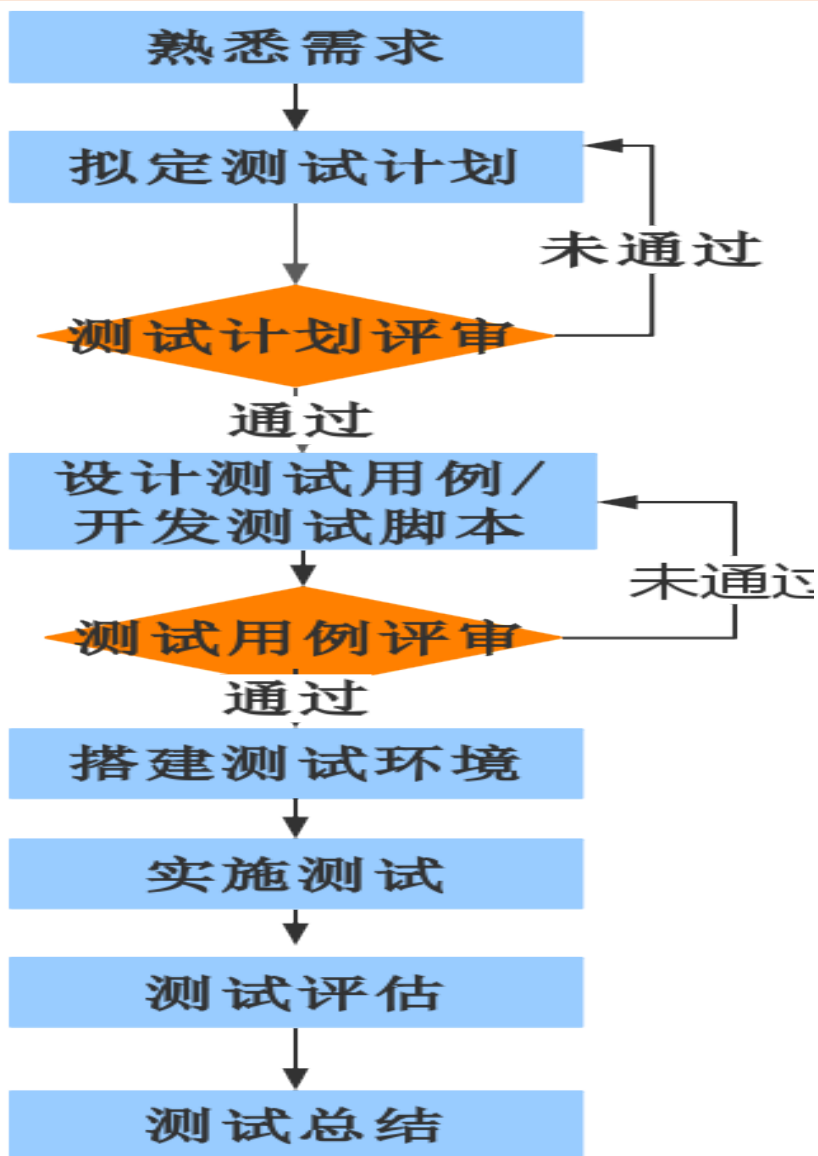 熟悉需求
拟定测试计划
未通过
测试计划评审
通过
设计测试用例/
开发测试脚本
未通过
测试用例评审
通过
搭建测试环境
实施测试
测试评估
测试总结